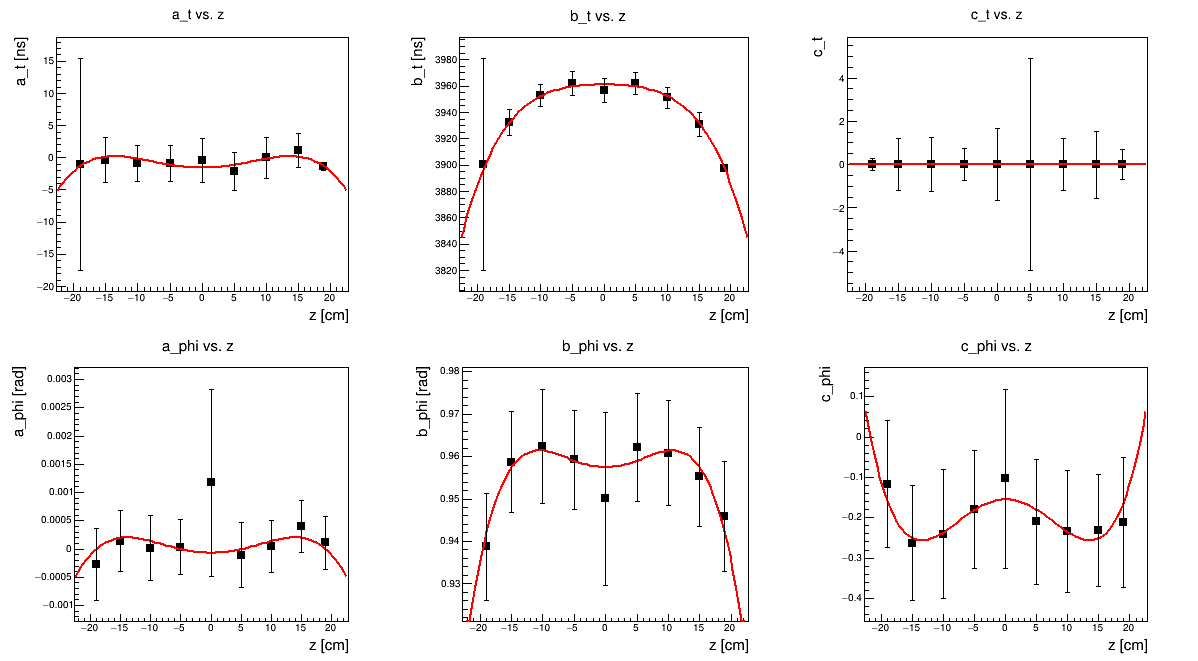 a_t vs. z
a_t [ns]
15
10
5
0
−5
−10
−15
−20
−20 −15 −10 −5 0 5 10 15 20
z [cm]
b_t vs. z
b_t [ns]
3980
3960
3940
3920
3900
3880
3860
3840
3820
−20 −15 −10 −5 0 5 10 15 20
z [cm]
c_t vs. z
c_t
4
2
0
−2
−4
−20 −15 −10 −5 0 5 10 15 20
z [cm]
a_phi vs. z
a_phi [rad]
0.003
0.0025
0.002
0.0015
0.001
0.0005
0
−0.0005
−0.001
−20 −15 −10 −5 0 5 10 15 20
z [cm]
b_phi vs. z
b_phi [rad]
0.98
0.97
0.96
0.95
0.94
0.93
−20 −15 −10 −5 0 5 10 15 20
z [cm]
c_phi vs. z
c_phi
0.1
0
−0.1
−0.2
−0.3
−0.4
−20 −15 −10 −5 0 5 10 15 20
z [cm]